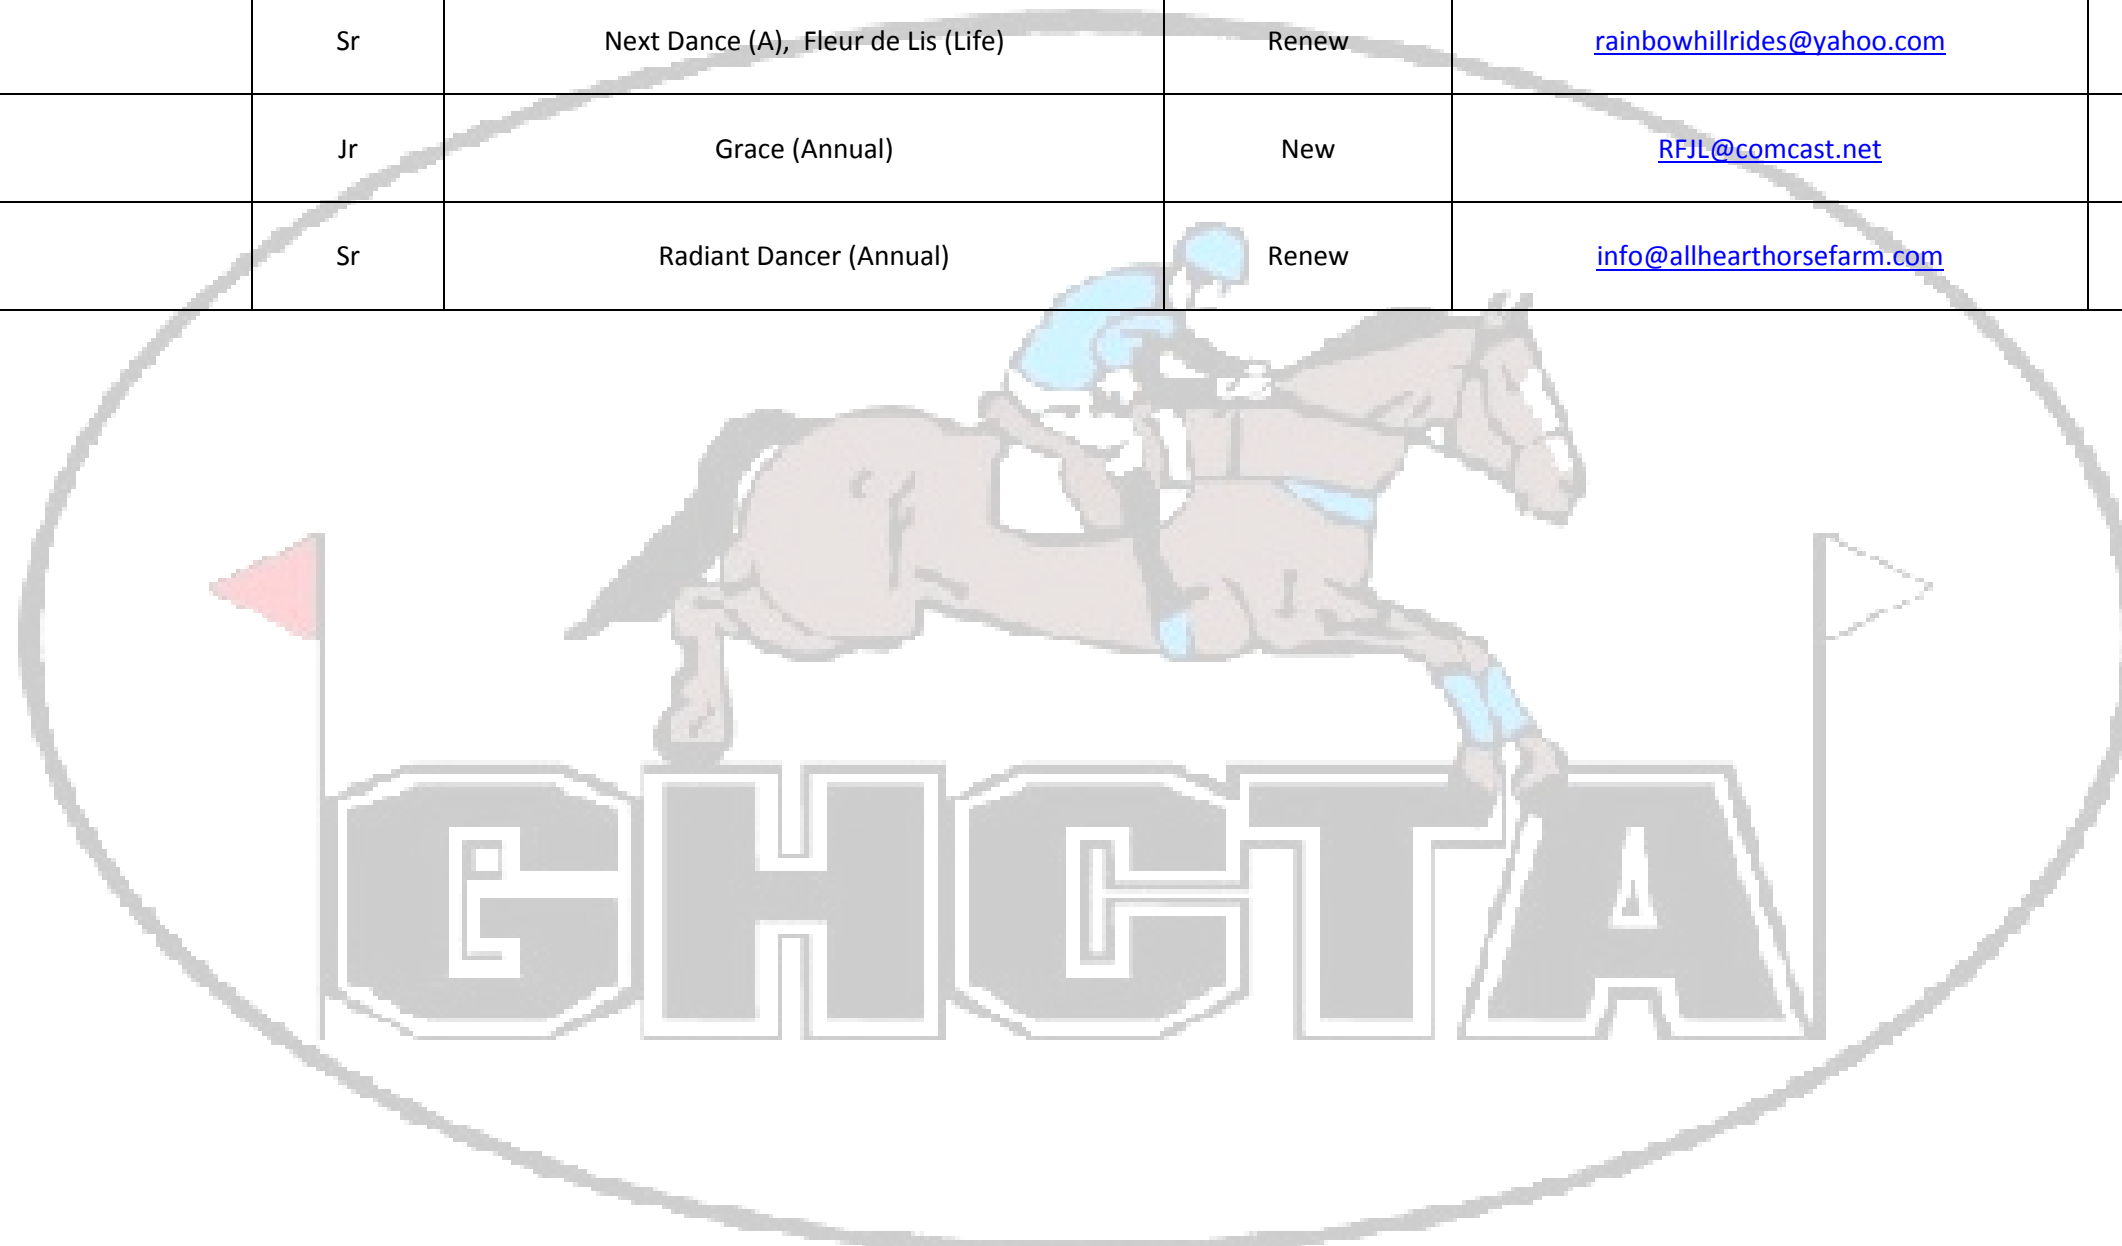 Sr Next Dance (A),  Fleur de Lis (Life) Renew rainbowhillrides@yahoo.com
Jr Grace (Annual) New RFJL@comcast.net
Sr Radiant Dancer (Annual) Renew info@allhearthorsefarm.com
GHCTA